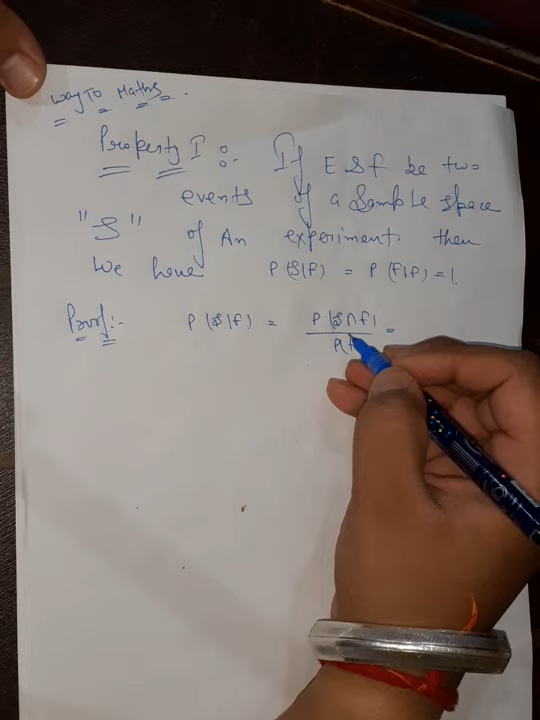 Way To Maths.
Property I :- If E & f be two
events of a Sample space
"S" of An experiment, then
We have P(S|f) = P(F|f) = 1.
Proof:- P(S|f) = P(S∩f) =
P(f